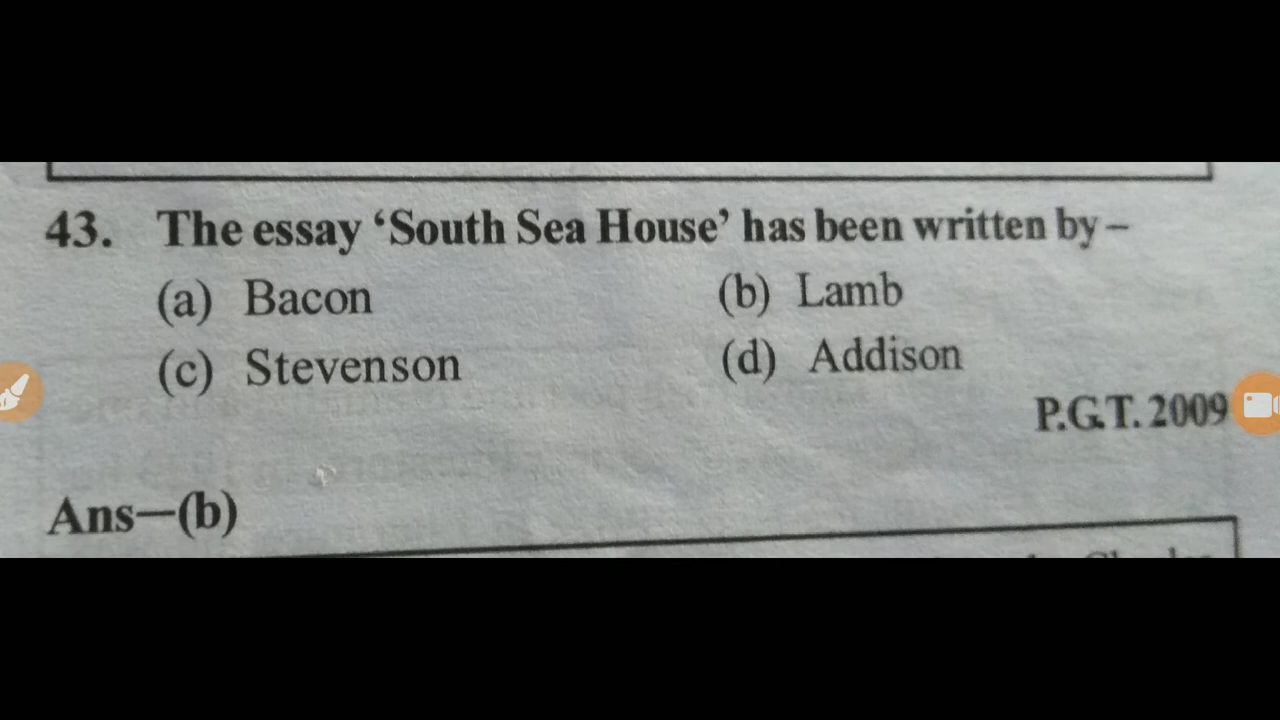 43. The essay ‘South Sea House’ has been written by –
(a) Bacon (b) Lamb
(c) Stevenson (d) Addison
P.G.T. 2009
Ans—(b)